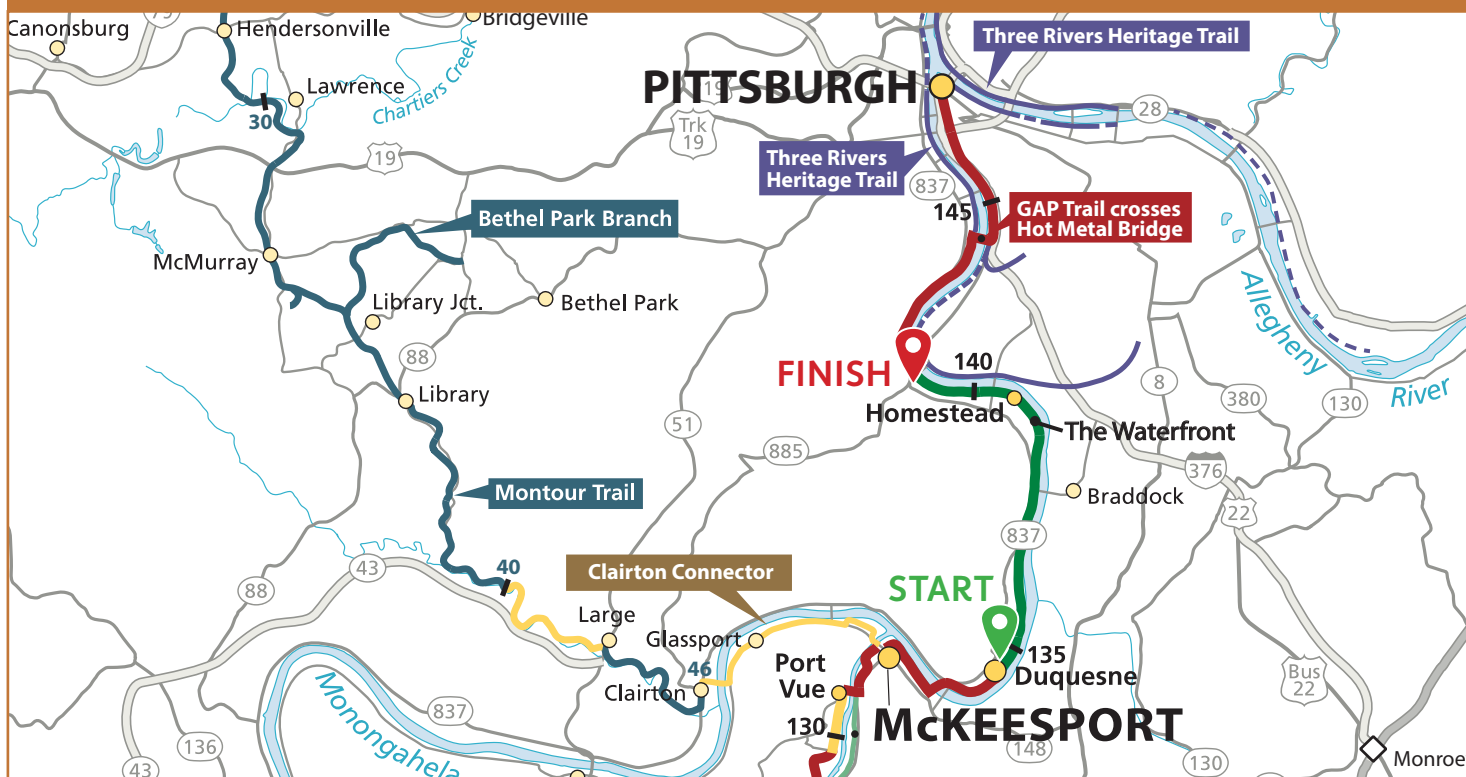 Canonsburg
79
Hendersonville
Bridgeville
Three Rivers Heritage Trail
Lawrence
Chartiers Creek
30
PITTSBURGH
19
Trk
19
28
19
Three Rivers
Heritage Trail
837
145
GAP Trail crosses
Hot Metal Bridge
Bethel Park Branch
McMurray
Library Jct.
Bethel Park
Allegheny
River
88
FINISH
140
8
380
130
Library
Homestead
The Waterfront
51
885
376
Braddock
22
Montour Trail
837
43
40
Clairton Connector
START
88
Large
Glassport
135
Duquesne
Port
Vue
46
Clairton
Bus
22
McKEESPORT
130
Monongahela
837
136
148
130
43
Monroe